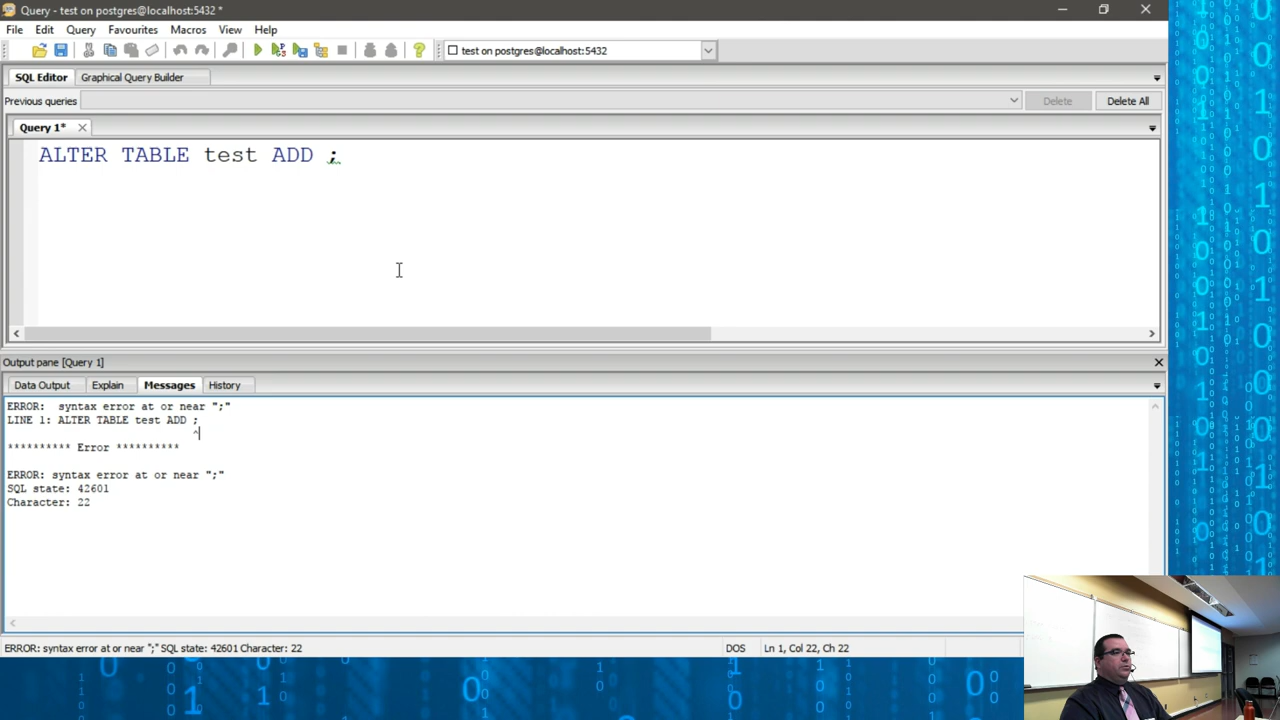 Query - test on postgres@localhost:5432 *
File Edit Query Favourites Macros View Help
test on postgres@localhost:5432
SQL Editor Graphical Query Builder
Previous queries Delete Delete All
Query 1*
ALTER TABLE test ADD ;
Output pane [Query 1]
Data Output Explain Messages History
ERROR:  syntax error at or near ";"
LINE 1: ALTER TABLE test ADD ;
^
********** Error **********
ERROR: syntax error at or near ";"
SQL state: 42601
Character: 22
ERROR: syntax error at or near ";" SQL state: 42601 Character: 22 DOS Ln 1, Col 22, Ch 22